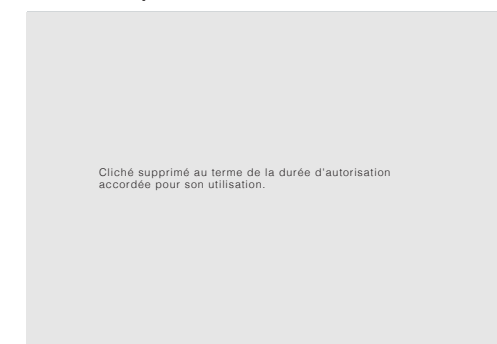 Cliché supprimé au terme de la durée d'autorisation
accordée pour son utilisation.